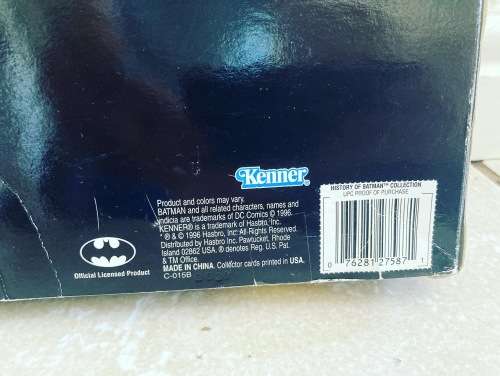 Kenner®
Product and colors may vary.
BATMAN and all related characters, names and
indicia are trademarks of DC Comics © 1996.
KENNER® is a trademark of Hasbro, Inc.
® & © 1996 Hasbro, Inc. All Rights Reserved.
Distributed by Hasbro Inc. Pawtucket, Rhode
Island 02862 USA. ® denotes Reg. U.S. Pat.
& TM Office.
MADE IN CHINA. Collector cards printed in USA.
C-015B
Official Licensed Product
HISTORY OF BATMAN™ COLLECTION
UPC PROOF OF PURCHASE
0 76281 27587 1